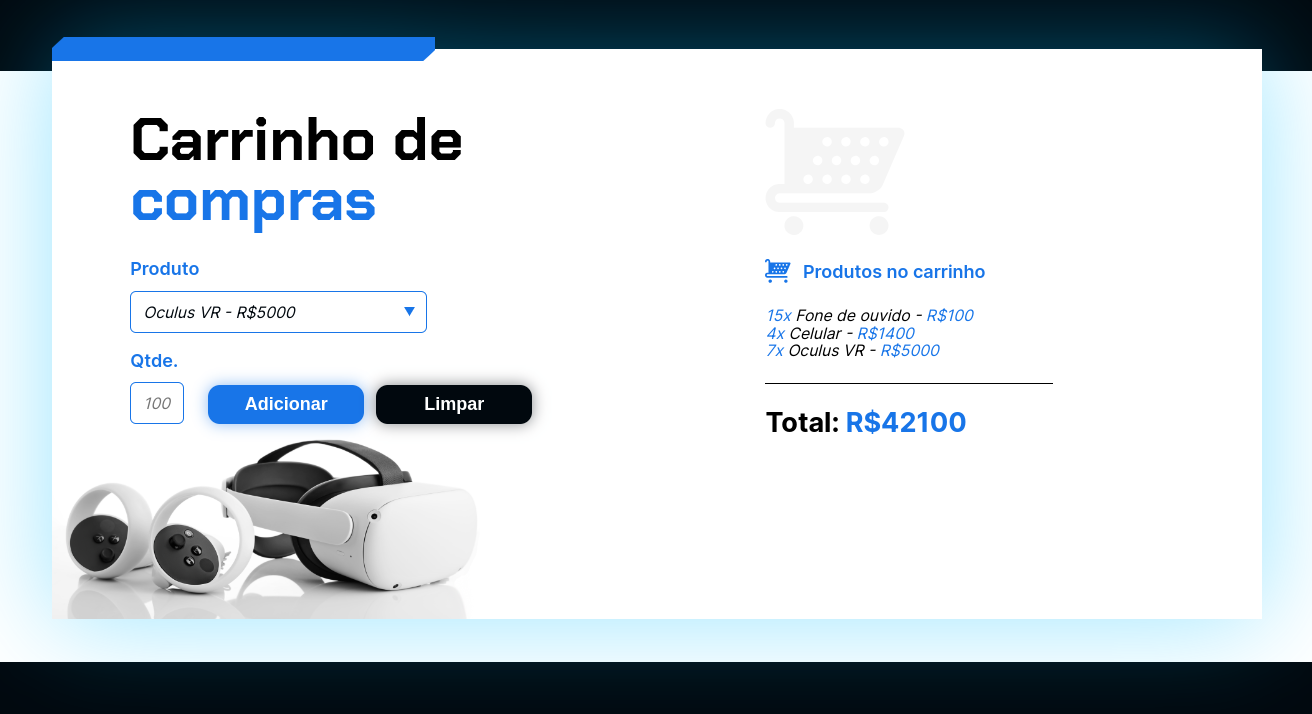 Carrinho de
compras
Produto
Oculus VR - R$5000
Qtde.
100
Adicionar
Limpar
Produtos no carrinho
15x Fone de ouvido - R$100
4x Celular - R$1400
7x Oculus VR - R$5000
Total: R$42100